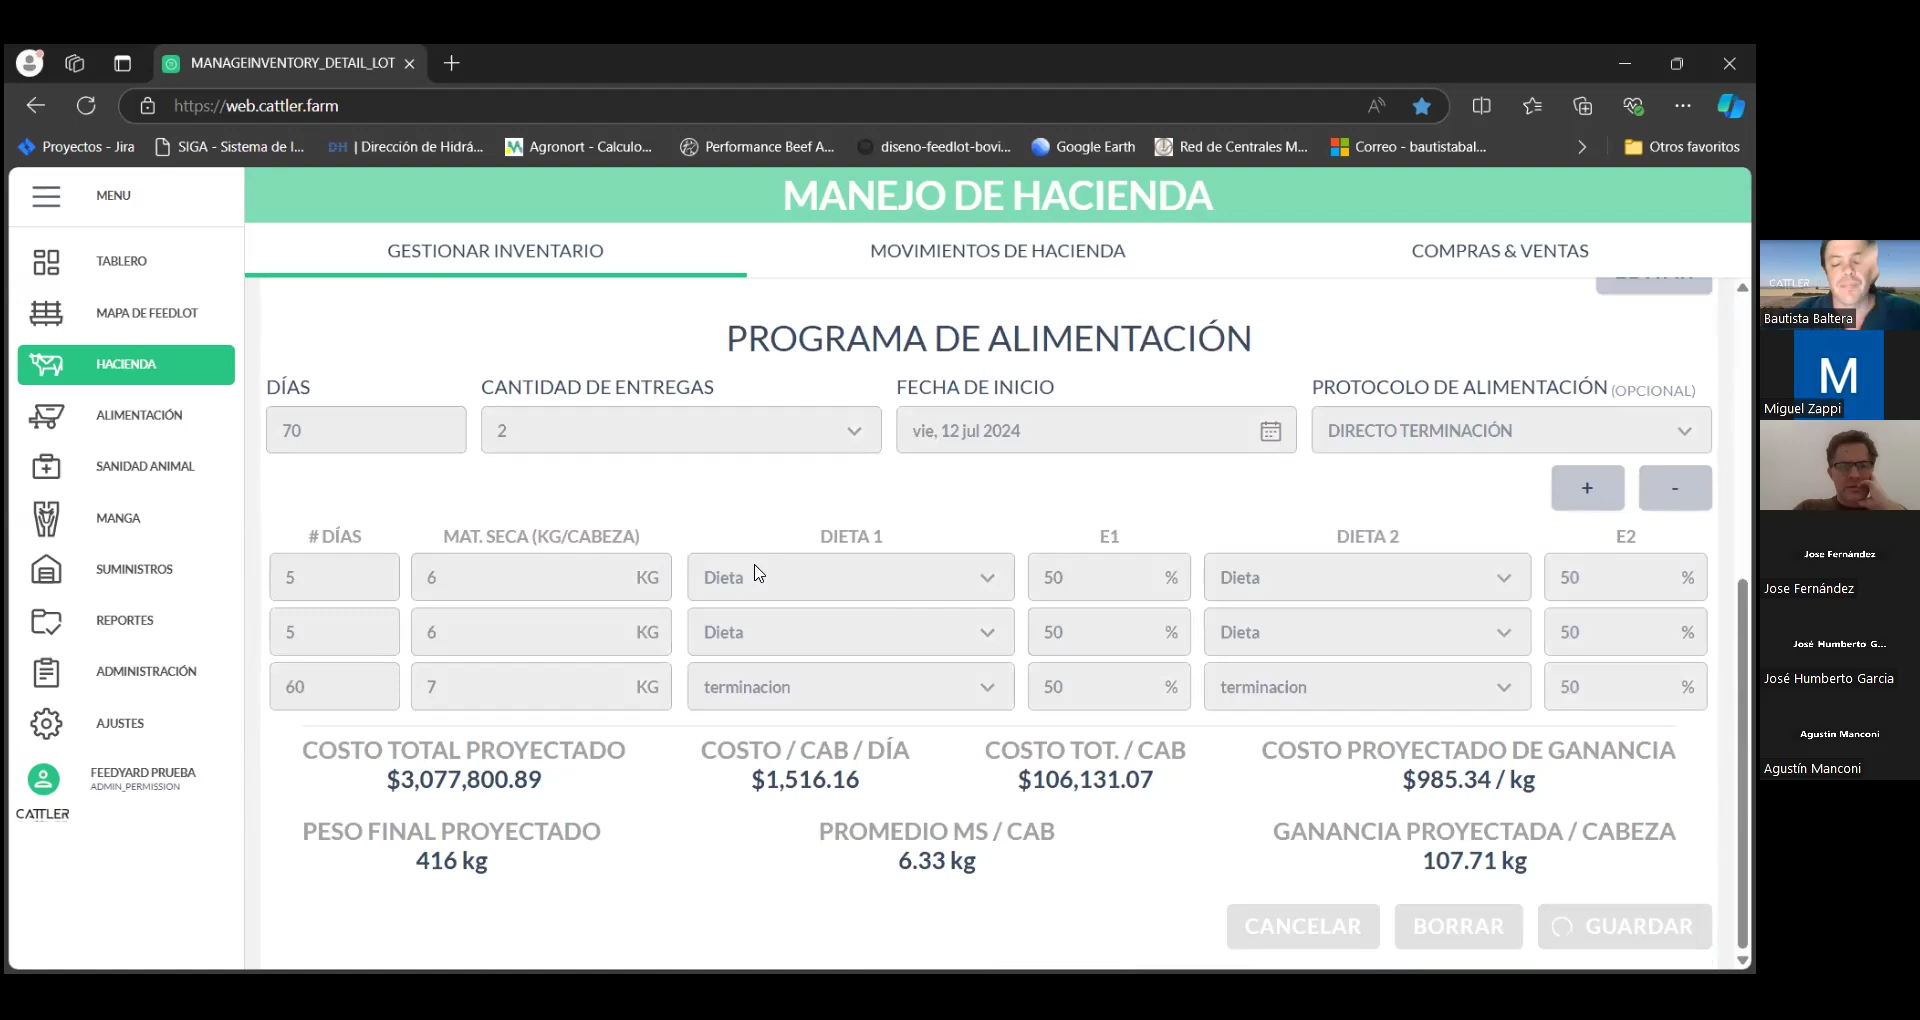 MANAGEINVENTORY_DETAIL_LOT
https://web.cattler.farm
Proyectos - Jira
SIGA - Sistema de I...
DH | Dirección de Hidrá...
Agronort - Calculo...
Performance Beef A...
diseno-feedlot-bovi...
Google Earth
Red de Centrales M...
Correo - bautistabal...
Otros favoritos
MENU
MANEJO DE HACIENDA
GESTIONAR INVENTARIO
MOVIMIENTOS DE HACIENDA
COMPRAS & VENTAS
TABLERO
MAPA DE FEEDLOT
HACIENDA
ALIMENTACIÓN
SANIDAD ANIMAL
MANGA
SUMINISTROS
REPORTES
ADMINISTRACIÓN
AJUSTES
FEEDYARD PRUEBA
ADMIN_PERMISSION
CATTLER
PROGRAMA DE ALIMENTACIÓN
DÍAS
CANTIDAD DE ENTREGAS
FECHA DE INICIO
PROTOCOLO DE ALIMENTACIÓN (OPCIONAL)
70
2
vie, 12 jul 2024
DIRECTO TERMINACIÓN
+ -
# DÍAS MAT. SECA (KG/CABEZA) DIETA 1 E1 DIETA 2 E2
5 6 KG Dieta 50 % Dieta 50 %
5 6 KG Dieta 50 % Dieta 50 %
60 7 KG terminacion 50 % terminacion 50 %
COSTO TOTAL PROYECTADO
$3,077,800.89
COSTO / CAB / DÍA
$1,516.16
COSTO TOT. / CAB
$106,131.07
COSTO PROYECTADO DE GANANCIA
$985.34 / kg
PESO FINAL PROYECTADO
416 kg
PROMEDIO MS / CAB
6.33 kg
GANANCIA PROYECTADA / CABEZA
107.71 kg
CANCELAR
BORRAR
GUARDAR
CATTLER
Bautista Baltera
M
Miguel Zappi
Jose Fernández
Jose Fernández
José Humberto G...
José Humberto Garcia
Agustin Manconi
Agustín Manconi